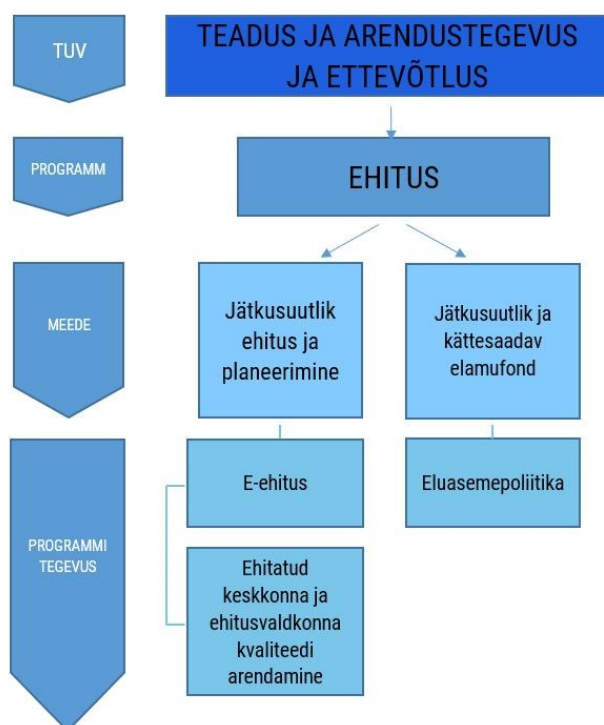 TUV
TEADUS JA ARENDUSTEGEVUS
JA ETTEVÕTLUS
PROGRAMM
EHITUS
MEEDE
Jätkusuutlik
ehitus ja
planeerimine
Jätkusuutlik ja
kättesaadav
elamufond
PROGRAMMI
TEGEVUS
E-ehitus
Eluasemepoliitika
Ehitatud
keskkonna ja
ehitusvaldkonna
kvaliteedi
arendamine